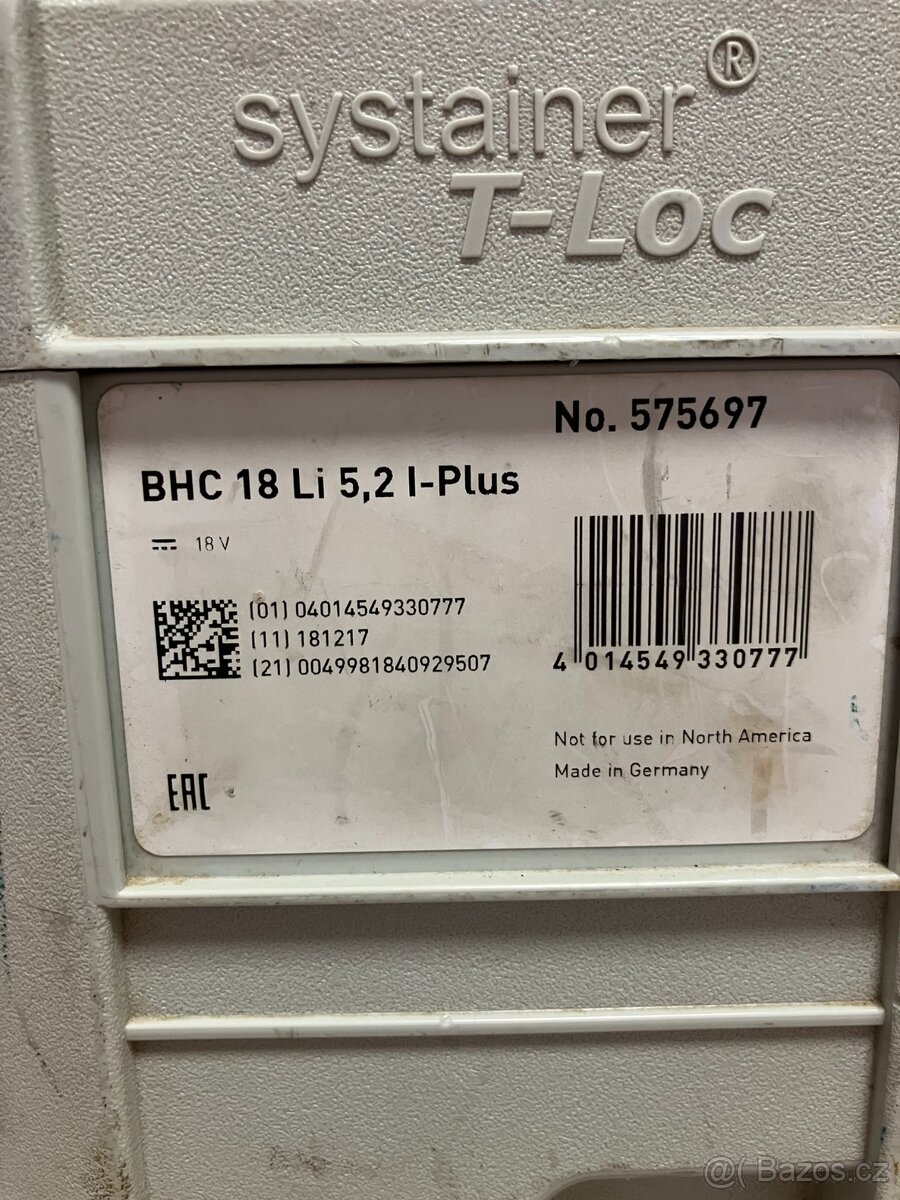 systainer®
T-Loc
No. 575697
BHC 18 Li 5,2 I-Plus
18 V
(01) 04014549330777
(11) 181217
(21) 0049981840929507
4 014549 330777
Not for use in North America
Made in Germany
EAC
@( Bazos.cz